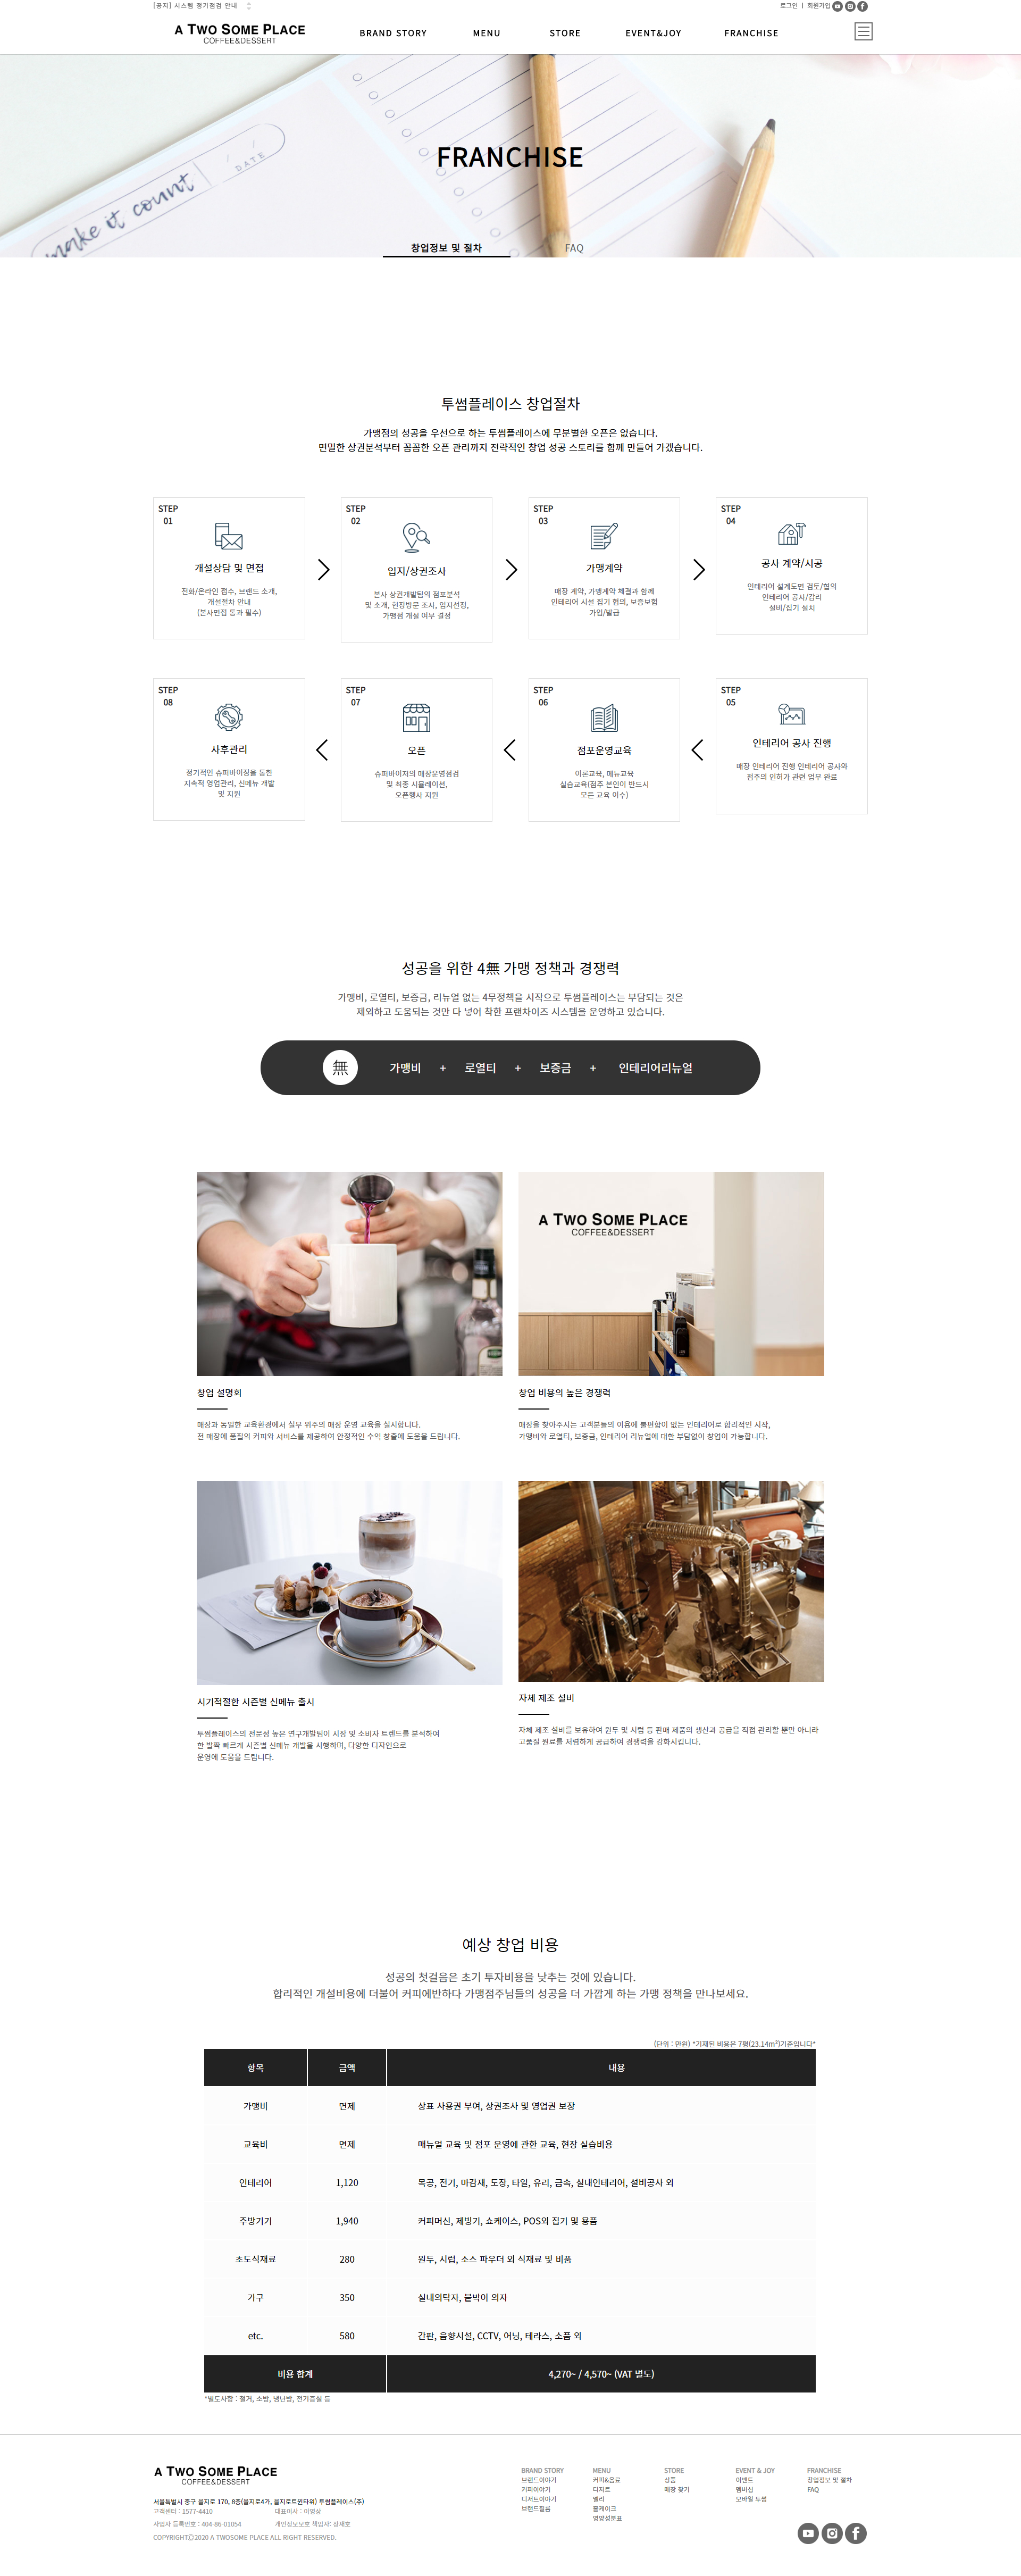 [공지] 시스템 정기점검 안내
로그인 | 회원가입
A TWO SOME PLACE
COFFEE&DESSERT
BRAND STORY
MENU
STORE
EVENT&JOY
FRANCHISE
make it count
DATE
FRANCHISE
창업정보 및 절차
FAQ
투썸플레이스 창업절차
가맹점의 성공을 우선으로 하는 투썸플레이스에 무분별한 오픈은 없습니다.
면밀한 상권분석부터 꼼꼼한 오픈 관리까지 전략적인 창업 성공 스토리를 함께 만들어 가겠습니다.
STEP
01
개설상담 및 면접
전화/온라인 접수, 브랜드 소개,
개설절차 안내
(본사면접 통과 필수)
STEP
02
입지/상권조사
본사 상권개발팀의 점포분석
및 소개, 현장방문 조사, 입지선정,
가맹점 개설 여부 결정
STEP
03
가맹계약
매장 계약, 가맹계약 체결과 함께
인테리어 시설 집기 협의, 보증보험
가입/발급
STEP
04
공사 계약/시공
인테리어 설계도면 검토/협의
인테리어 공사/감리
설비/집기 설치
STEP
08
사후관리
정기적인 슈퍼바이징을 통한
지속적 영업관리, 신메뉴 개발
및 지원
STEP
07
오픈
슈퍼바이저의 매장운영점검
및 최종 시뮬레이션,
오픈행사 지원
STEP
06
점포운영교육
이론교육, 메뉴교육
실습교육(점주 본인이 반드시
모든 교육 이수)
STEP
05
인테리어 공사 진행
매장 인테리어 진행 인테리어 공사와
점주의 인허가 관련 업무 완료
성공을 위한 4無 가맹 정책과 경쟁력
가맹비, 로열티, 보증금, 리뉴얼 없는 4무정책을 시작으로 투썸플레이스는 부담되는 것은
제외하고 도움되는 것만 다 넣어 착한 프랜차이즈 시스템을 운영하고 있습니다.
無 가맹비 + 로열티 + 보증금 + 인테리어리뉴얼
A TWO SOME PLACE
COFFEE&DESSERT
창업 설명회
매장과 동일한 교육환경에서 실무 위주의 매장 운영 교육을 실시합니다.
전 매장에 품질의 커피와 서비스를 제공하여 안정적인 수익 창출에 도움을 드립니다.
창업 비용의 높은 경쟁력
매장을 찾아주시는 고객분들의 이용에 불편함이 없는 인테리어로 합리적인 시작,
가맹비와 로열티, 보증금, 인테리어 리뉴얼에 대한 부담없이 창업이 가능합니다.
시기적절한 시즌별 신메뉴 출시
투썸플레이스의 전문성 높은 연구개발팀이 시장 및 소비자 트렌드를 분석하여
한 발짝 빠르게 시즌별 신메뉴 개발을 시행하며, 다양한 디자인으로
운영에 도움을 드립니다.
자체 제조 설비
자체 제조 설비를 보유하여 원두 및 시럽 등 판매 제품의 생산과 공급을 직접 관리할 뿐만 아니라
고품질 원료를 저렴하게 공급하여 경쟁력을 강화시킵니다.
예상 창업 비용
성공의 첫걸음은 초기 투자비용을 낮추는 것에 있습니다.
합리적인 개설비용에 더불어 커피에반하다 가맹점주님들의 성공을 더 가깝게 하는 가맹 정책을 만나보세요.
(단위 : 만원) *기재된 비용은 7평(23.14m²)기준입니다*
항목 금액 내용
가맹비 면제 상표 사용권 부여, 상권조사 및 영업권 보장
교육비 면제 매뉴얼 교육 및 점포 운영에 관한 교육, 현장 실습비용
인테리어 1,120 목공, 전기, 마감재, 도장, 타일, 유리, 금속, 실내인테리어, 설비공사 외
주방기기 1,940 커피머신, 제빙기, 쇼케이스, POS외 집기 및 용품
초도식재료 280 원두, 시럽, 소스 파우더 외 식재료 및 비품
가구 350 실내의탁자, 붙박이 의자
etc. 580 간판, 음향시설, CCTV, 어닝, 테라스, 소품 외
비용 합계 4,270~ / 4,570~ (VAT 별도)
*별도사항 : 철거, 소방, 냉난방, 전기증설 등
A TWO SOME PLACE
COFFEE&DESSERT
서울특별시 중구 을지로 170, 8층(을지로4가, 을지로트윈타워) 투썸플레이스(주)
고객센터 : 1577-4410 대표이사 : 이영상
사업자 등록번호 : 404-86-01054 개인정보보호 책임자: 장재호
COPYRIGHTⓒ2020 A TWOSOME PLACE ALL RIGHT RESERVED.
BRAND STORY
브랜드이야기
커피이야기
디저트이야기
브랜드필름
MENU
커피&음료
디저트
델리
홀케이크
영양성분표
STORE
상품
매장 찾기
EVENT & JOY
이벤트
멤버십
모바일 투썸
FRANCHISE
창업정보 및 절차
FAQ